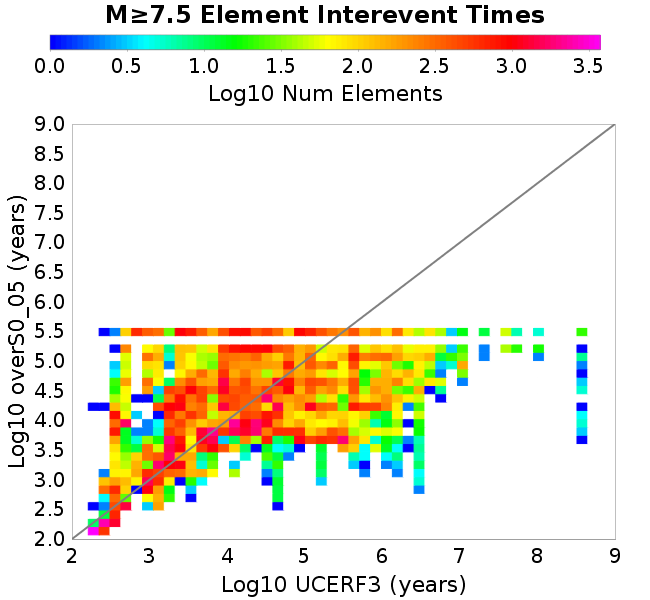 M≥7.5 Element Interevent Times
0.0 0.5 1.0 1.5 2.0 2.5 3.0 3.5
Log10 Num Elements
Log10 overS0_05 (years)
9.0
8.5
8.0
7.5
7.0
6.5
6.0
5.5
5.0
4.5
4.0
3.5
3.0
2.5
2.0
2 3 4 5 6 7 8 9
Log10 UCERF3 (years)